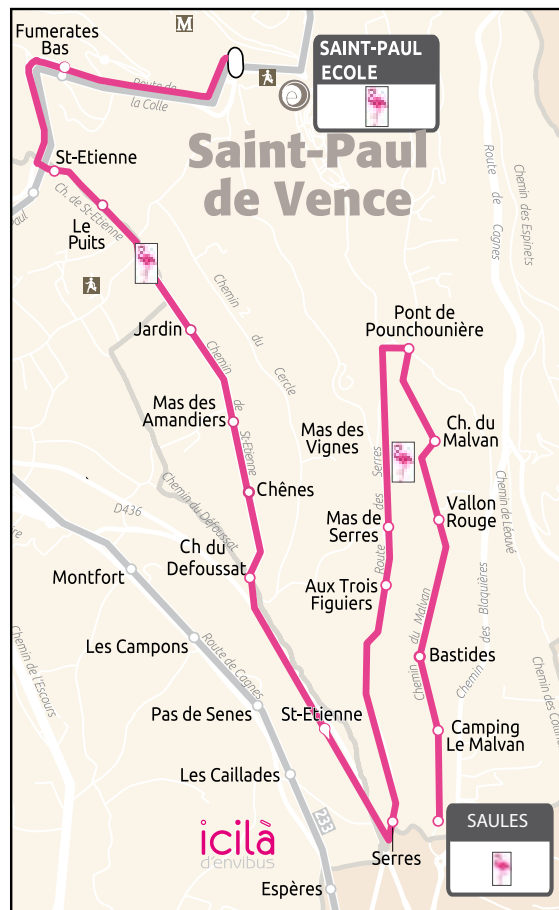 Fumerates
Bas
M
Route de
la Colle
SAINT-PAUL
ECOLE
e
Saint-Paul
de Vence
St-Etienne
Ch. de St-Etienne
Le
Puits
Jardin
Chemin 2 du Cercle
Route de Cagnes
Chemin des Espinets
Pont de
Pounchounière
Chemin de St-Etienne
Mas des
Amandiers
Mas des
Vignes
Ch. du
Malvan
Chênes
Route des Serres
Chemin du Défoussat
D436
Mas de
Serres
Vallon
Rouge
Chemin de Léouvé
Ch du
Defoussat
Montfort
Aux Trois
Figuiers
Chemin du Malvan
Chemin des Blaquières
Chemin de l'Escours
Les Campons
Route de Cagnes
Bastides
Pas de Senes
St-Etienne
Camping
Le Malvan
Les Caillades
233
SAULES
icilà
d'envibus
Serres
Espères